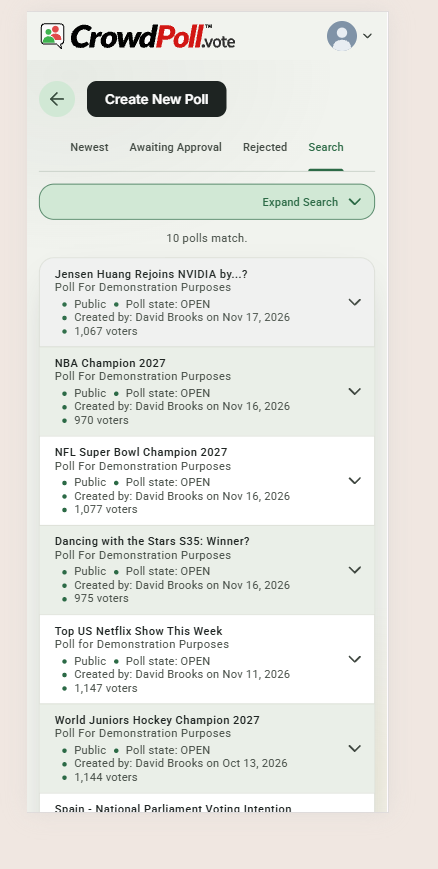 CrowdPoll.vote™
Create New Poll
Newest Awaiting Approval Rejected Search
Expand Search
10 polls match.
Jensen Huang Rejoins NVIDIA by...?
Poll For Demonstration Purposes
• Public • Poll state: OPEN
• Created by: David Brooks on Nov 17, 2026
• 1,067 voters
NBA Champion 2027
Poll For Demonstration Purposes
• Public • Poll state: OPEN
• Created by: David Brooks on Nov 16, 2026
• 970 voters
NFL Super Bowl Champion 2027
Poll For Demonstration Purposes
• Public • Poll state: OPEN
• Created by: David Brooks on Nov 16, 2026
• 1,077 voters
Dancing with the Stars S35: Winner?
Poll For Demonstration Purposes
• Public • Poll state: OPEN
• Created by: David Brooks on Nov 16, 2026
• 975 voters
Top US Netflix Show This Week
Poll for Demonstration Purposes
• Public • Poll state: OPEN
• Created by: David Brooks on Nov 11, 2026
• 1,147 voters
World Juniors Hockey Champion 2027
Poll For Demonstration Purposes
• Public • Poll state: OPEN
• Created by: David Brooks on Oct 13, 2026
• 1,144 voters
Spain - National Parliament Voting Intention